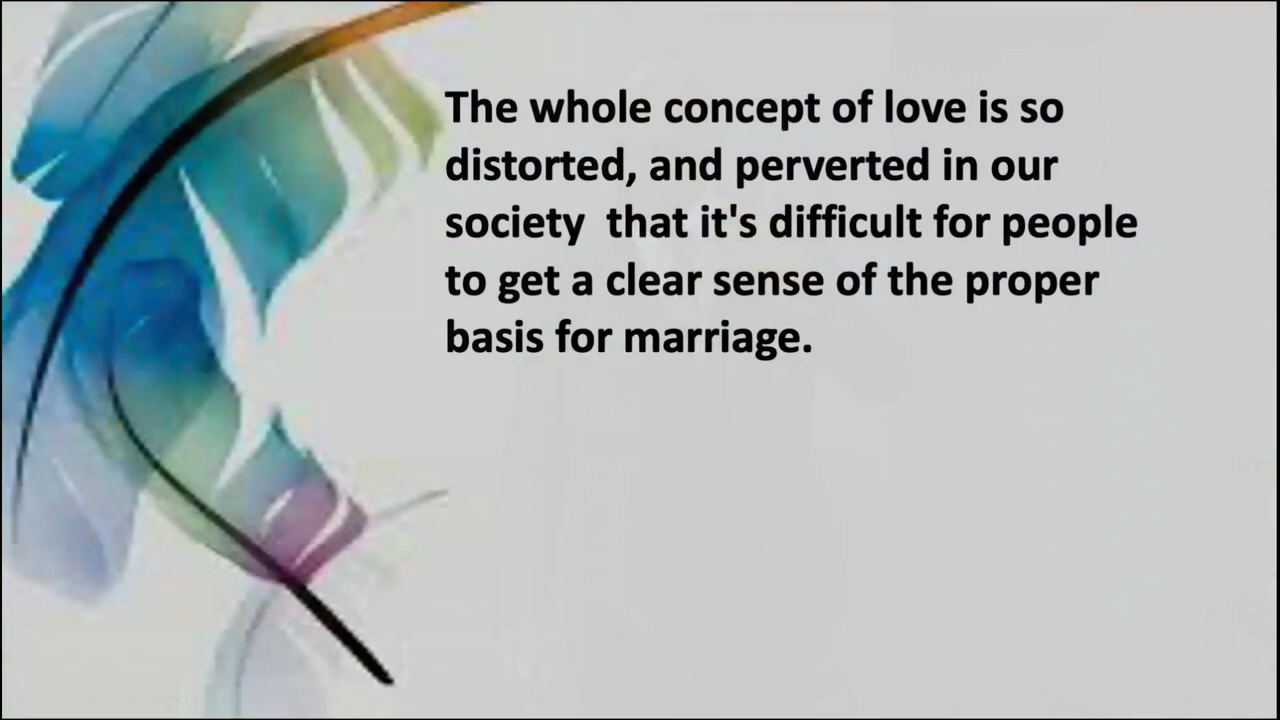 The whole concept of love is so
distorted, and perverted in our
society  that it's difficult for people
to get a clear sense of the proper
basis for marriage.